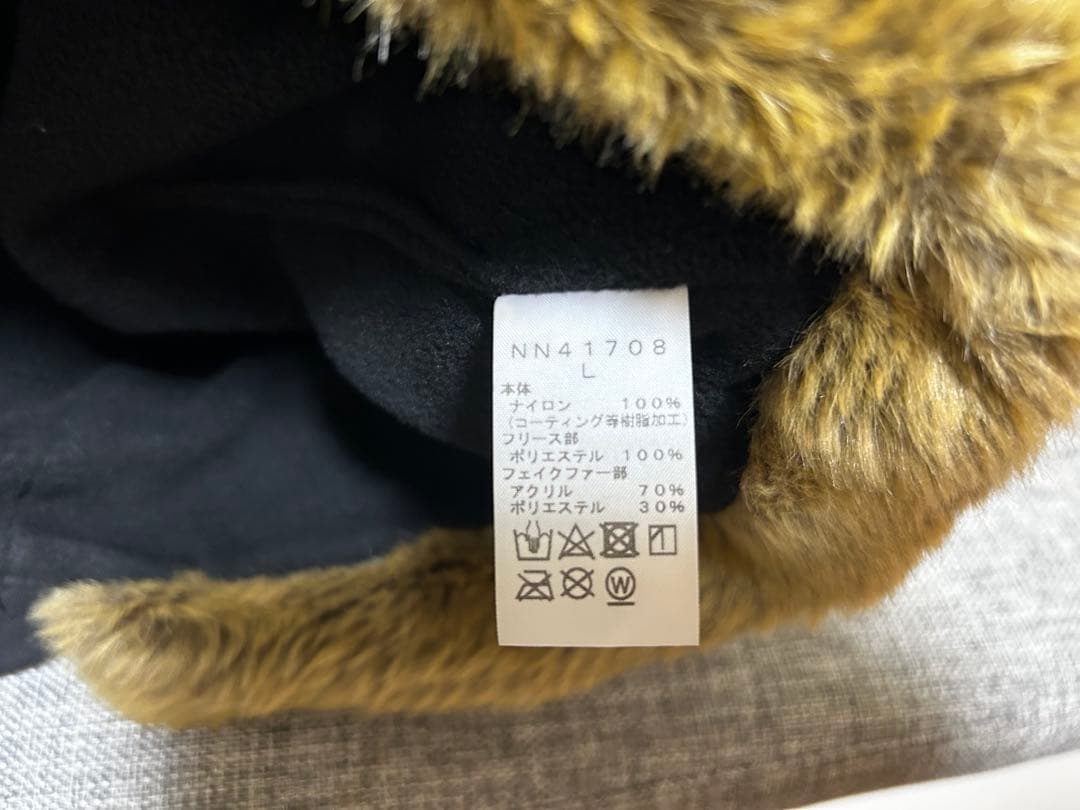 NN41708
L
本体
ナイロン 100%
(コーティング等樹脂加工)
フリース部
ポリエステル 100%
フェイクファー部
アクリル 70%
ポリエステル 30%
W